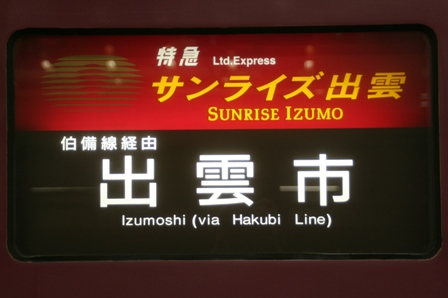 特急 Ltd.Express
サンライズ出雲
SUNRISE IZUMO
伯備線経由
出雲市
Izumoshi (via Hakubi Line)